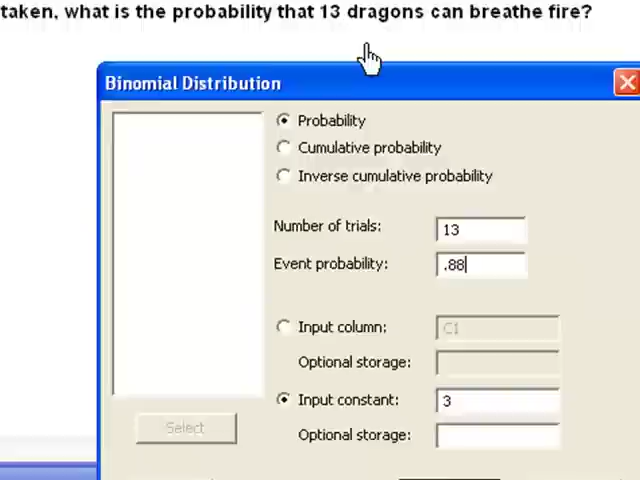 taken, what is the probability that 13 dragons can breathe fire?
Binomial Distribution
Probability
Cumulative probability
Inverse cumulative probability
Number of trials: 13
Event probability: .88
Input column: C1
Optional storage:
Input constant: 3
Optional storage:
Select